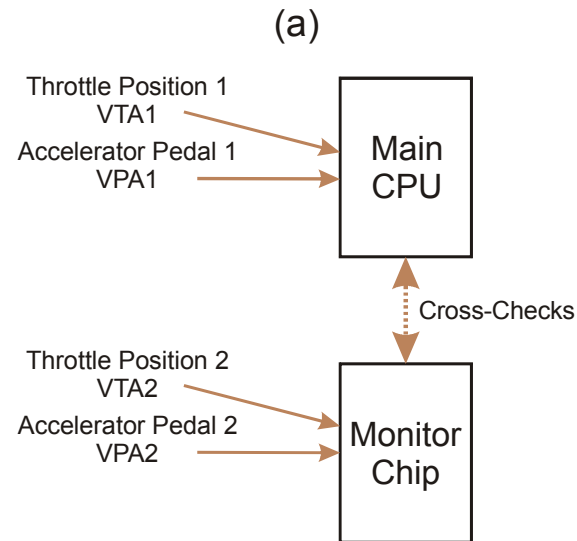 (a)
Throttle Position 1
VTA1
Accelerator Pedal 1
VPA1
Main
CPU
Cross-Checks
Throttle Position 2
VTA2
Accelerator Pedal 2
VPA2
Monitor
Chip